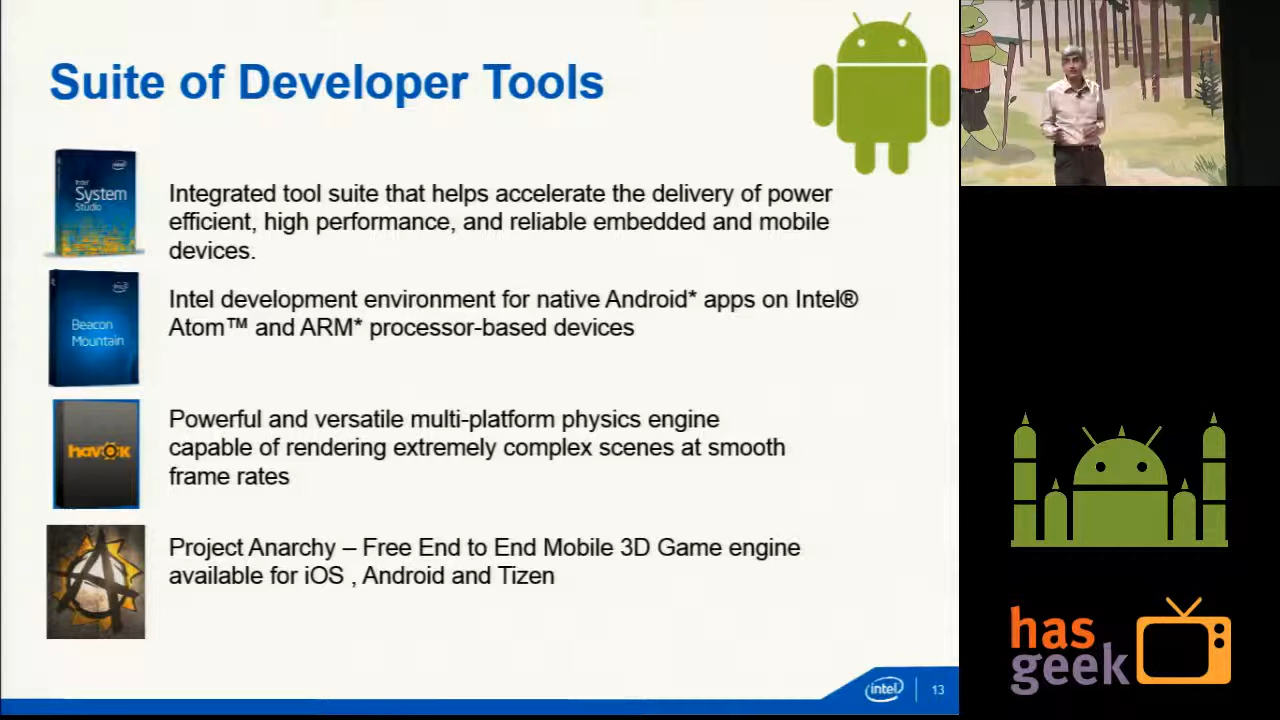 Suite of Developer Tools
intel
Intel
System
Studio
Integrated tool suite that helps accelerate the delivery of power
efficient, high performance, and reliable embedded and mobile
devices.
Beacon
Mountain
Intel development environment for native Android* apps on Intel®
Atom™ and ARM* processor-based devices
havok
Powerful and versatile multi-platform physics engine
capable of rendering extremely complex scenes at smooth
frame rates
Project Anarchy – Free End to End Mobile 3D Game engine
available for iOS , Android and Tizen
intel
13
has
geek